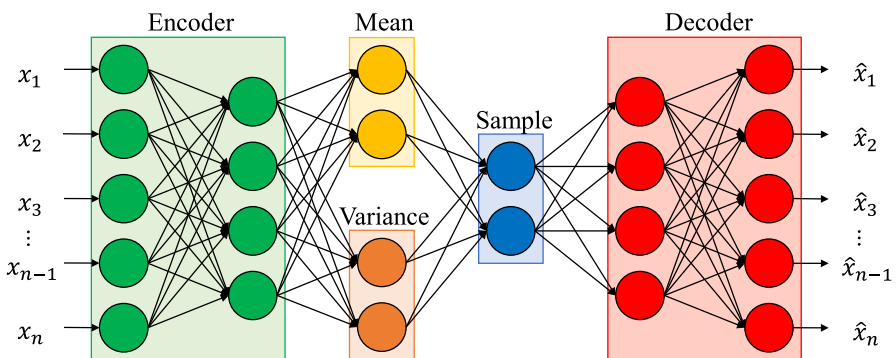 Encoder
Mean
Decoder
Sample
Variance
x₁
x₂
x₃
⋮
xₙ₋₁
xₙ
x̂₁
x̂₂
x̂₃
⋮
x̂ₙ₋₁
x̂ₙ